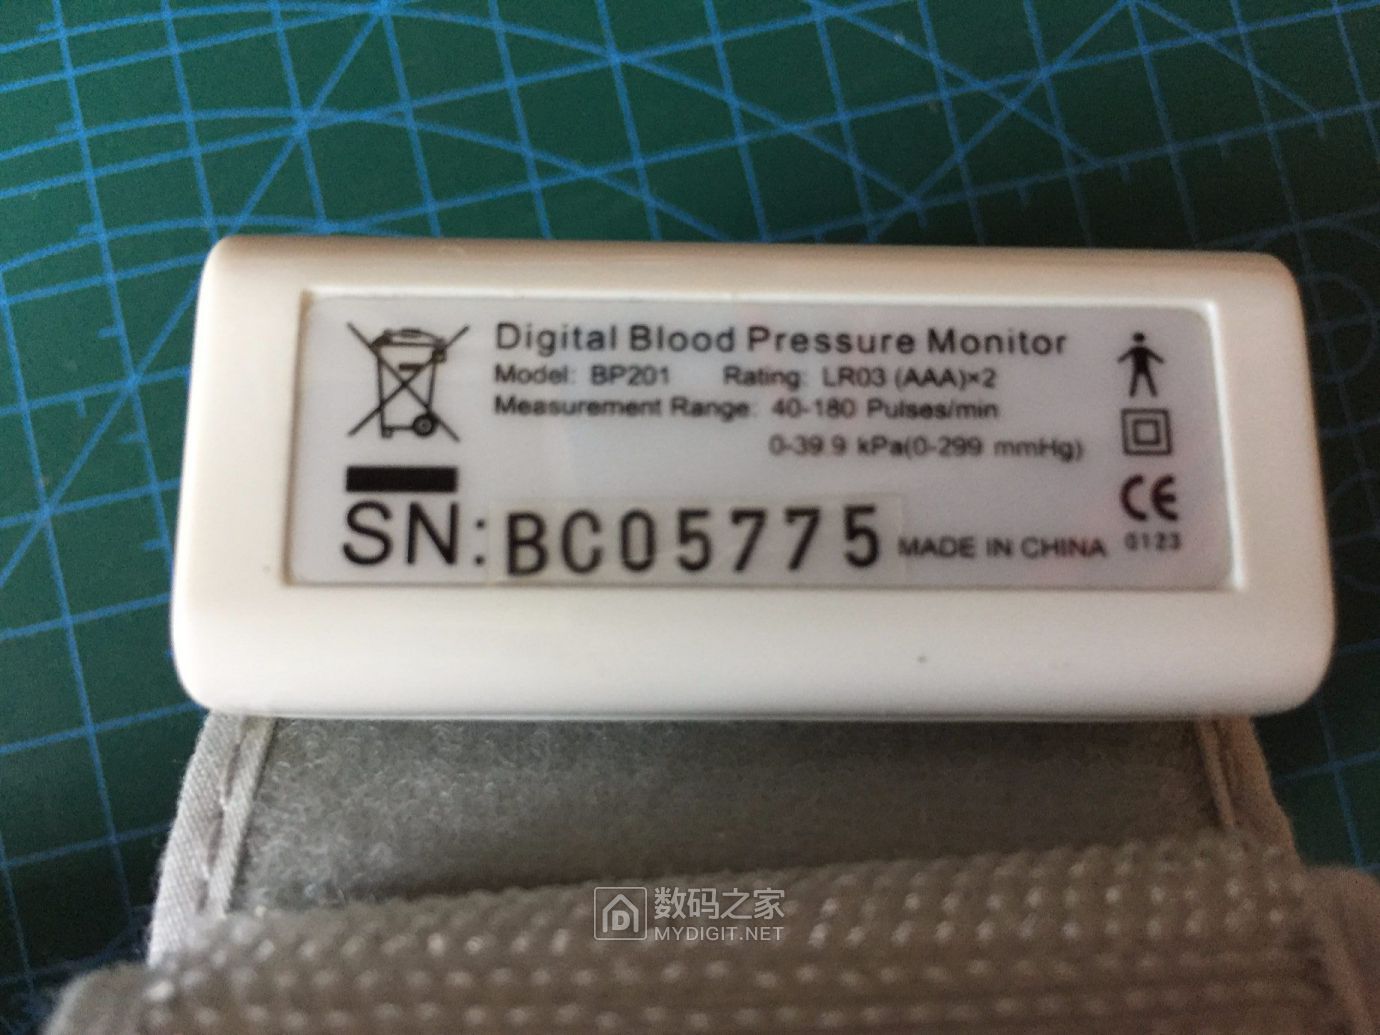 Digital Blood Pressure Monitor
Model: BP201 Rating: LR03 (AAA)×2
Measurement Range: 40-180 Pulses/min
0-39.9 kPa(0-299 mmHg)
SN: BC05775 MADE IN CHINA
CE
0123
数码之家
MYDIGIT.NET